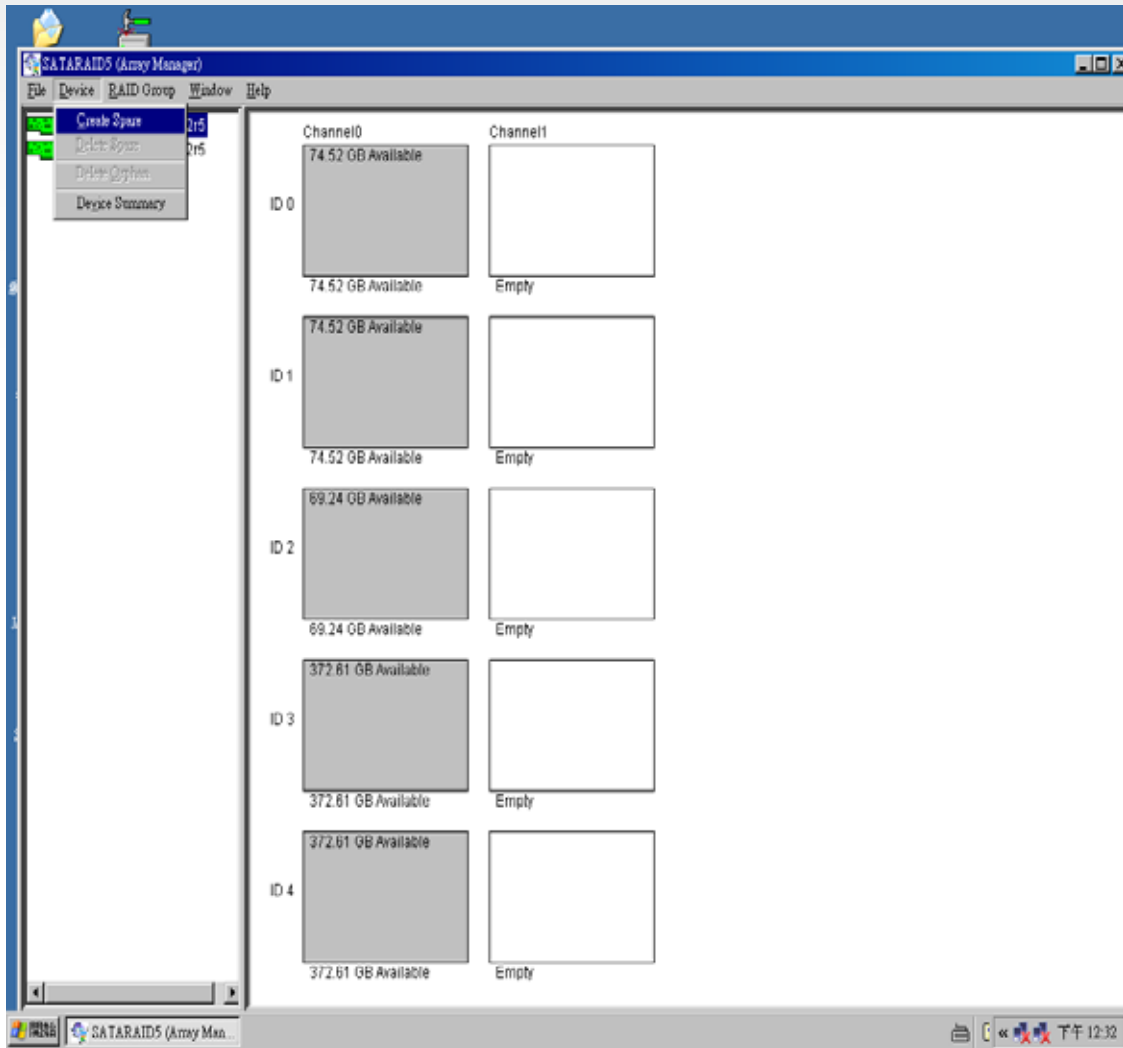 SATARAID5 (Array Manager)
File Device RAID Group Window Help
Create Spare
Delete Spare
Delete Orphan
Device Summary
2r5
2r5
Channel0 Channel1
74.52 GB Available
ID 0
74.52 GB Available Empty
74.52 GB Available
ID 1
74.52 GB Available Empty
69.24 GB Available
ID 2
69.24 GB Available Empty
372.61 GB Available
ID 3
372.61 GB Available Empty
372.61 GB Available
ID 4
372.61 GB Available Empty
開始 SATARAID5 (Array Man... « 下午 12:32